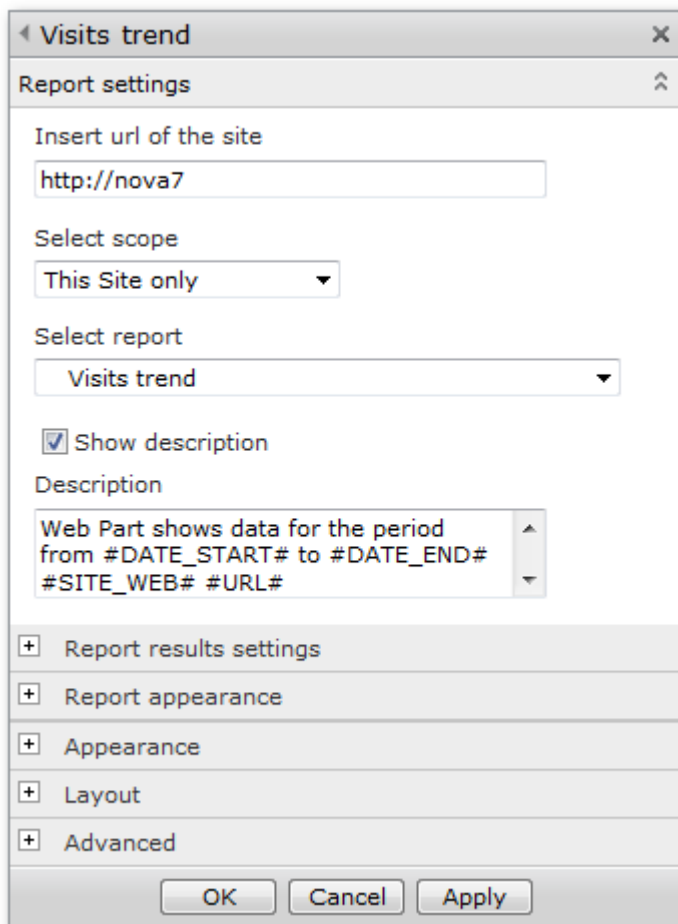 Visits trend
Report settings
Insert url of the site
http://nova7
Select scope
This Site only
Select report
Visits trend
Show description
Description
Web Part shows data for the period
from #DATE_START# to #DATE_END#
#SITE_WEB# #URL#
Report results settings
Report appearance
Appearance
Layout
Advanced
OK Cancel Apply